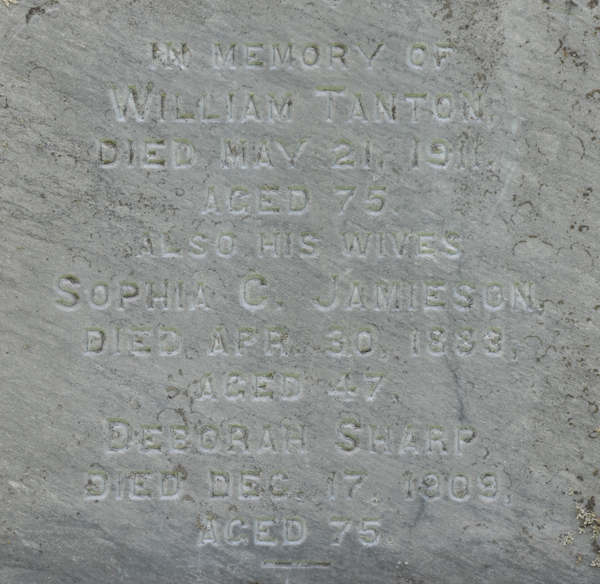 IN MEMORY OF
WILLIAM TANTON,
DIED MAY 21, 1911,
AGED 75.
ALSO HIS WIVES
SOPHIA C. JAMIESON,
DIED APR. 30, 1883,
AGED 47
DEBORAH SHARP
DIED DEC. 17, 1909,
AGED 75.